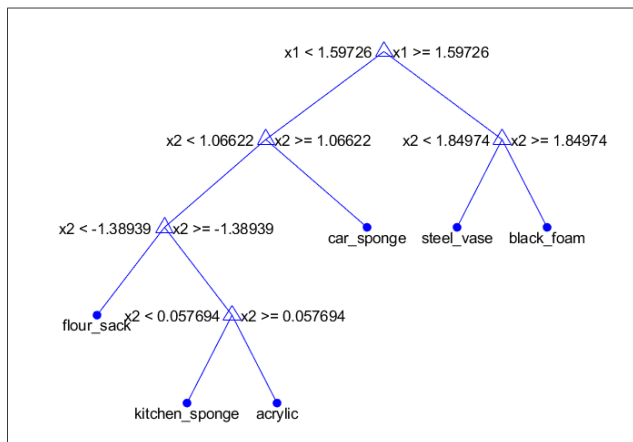 x1 < 1.59726 x1 >= 1.59726
x2 < 1.06622 x2 >= 1.06622 x2 < 1.84974 x2 >= 1.84974
x2 < -1.38939 x2 >= -1.38939 car_sponge steel_vase black_foam
flour_sack x2 < 0.057694 x2 >= 0.057694
kitchen_sponge acrylic